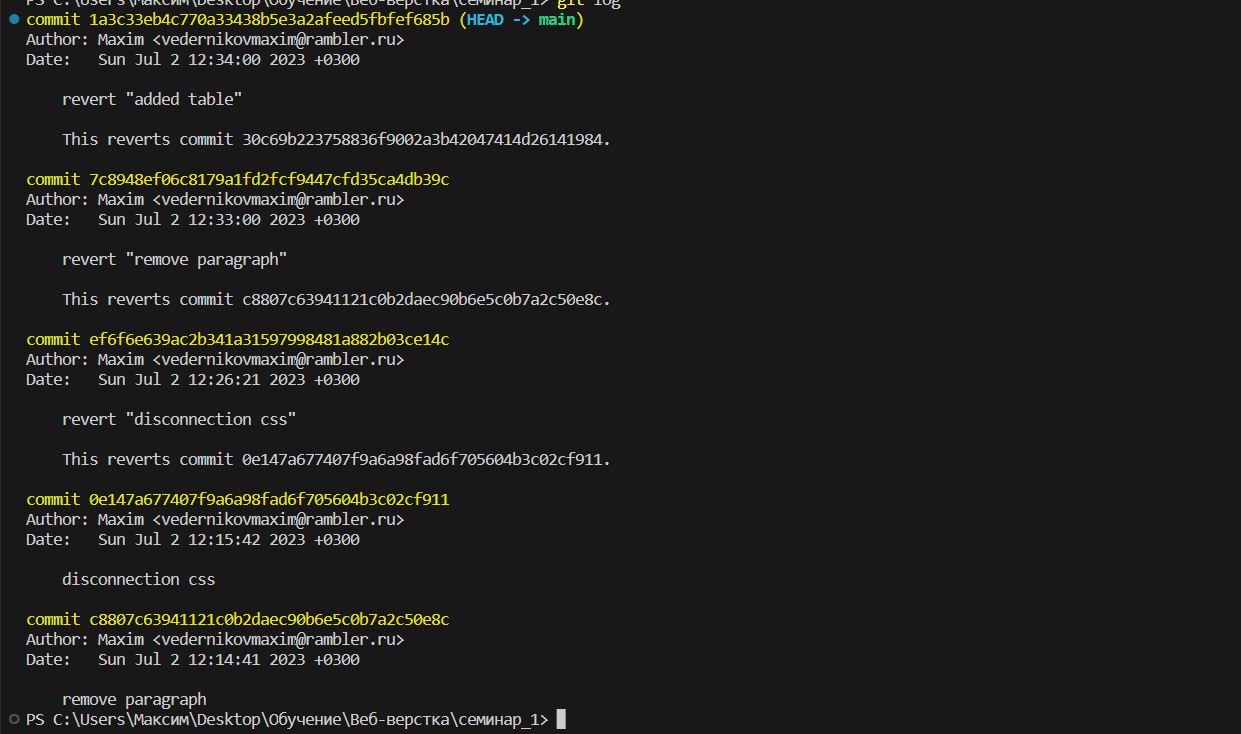 PS C:\Users\Максим\Desktop\Обучение\Веб-верстка\семинар_1> git log
commit 1a3c33eb4c770a33438b5e3a2afeed5fbfef685b (HEAD -> main)
Author: Maxim <vedernikovmaxim@rambler.ru>
Date:   Sun Jul 2 12:34:00 2023 +0300
revert "added table"
This reverts commit 30c69b223758836f9002a3b42047414d26141984.
commit 7c8948ef06c8179a1fd2fcf9447cfd35ca4db39c
Author: Maxim <vedernikovmaxim@rambler.ru>
Date:   Sun Jul 2 12:33:00 2023 +0300
revert "remove paragraph"
This reverts commit c8807c63941121c0b2daec90b6e5c0b7a2c50e8c.
commit ef6f6e639ac2b341a31597998481a882b03ce14c
Author: Maxim <vedernikovmaxim@rambler.ru>
Date:   Sun Jul 2 12:26:21 2023 +0300
revert "disconnection css"
This reverts commit 0e147a677407f9a6a98fad6f705604b3c02cf911.
commit 0e147a677407f9a6a98fad6f705604b3c02cf911
Author: Maxim <vedernikovmaxim@rambler.ru>
Date:   Sun Jul 2 12:15:42 2023 +0300
disconnection css
commit c8807c63941121c0b2daec90b6e5c0b7a2c50e8c
Author: Maxim <vedernikovmaxim@rambler.ru>
Date:   Sun Jul 2 12:14:41 2023 +0300
remove paragraph
PS C:\Users\Максим\Desktop\Обучение\Веб-верстка\семинар_1>